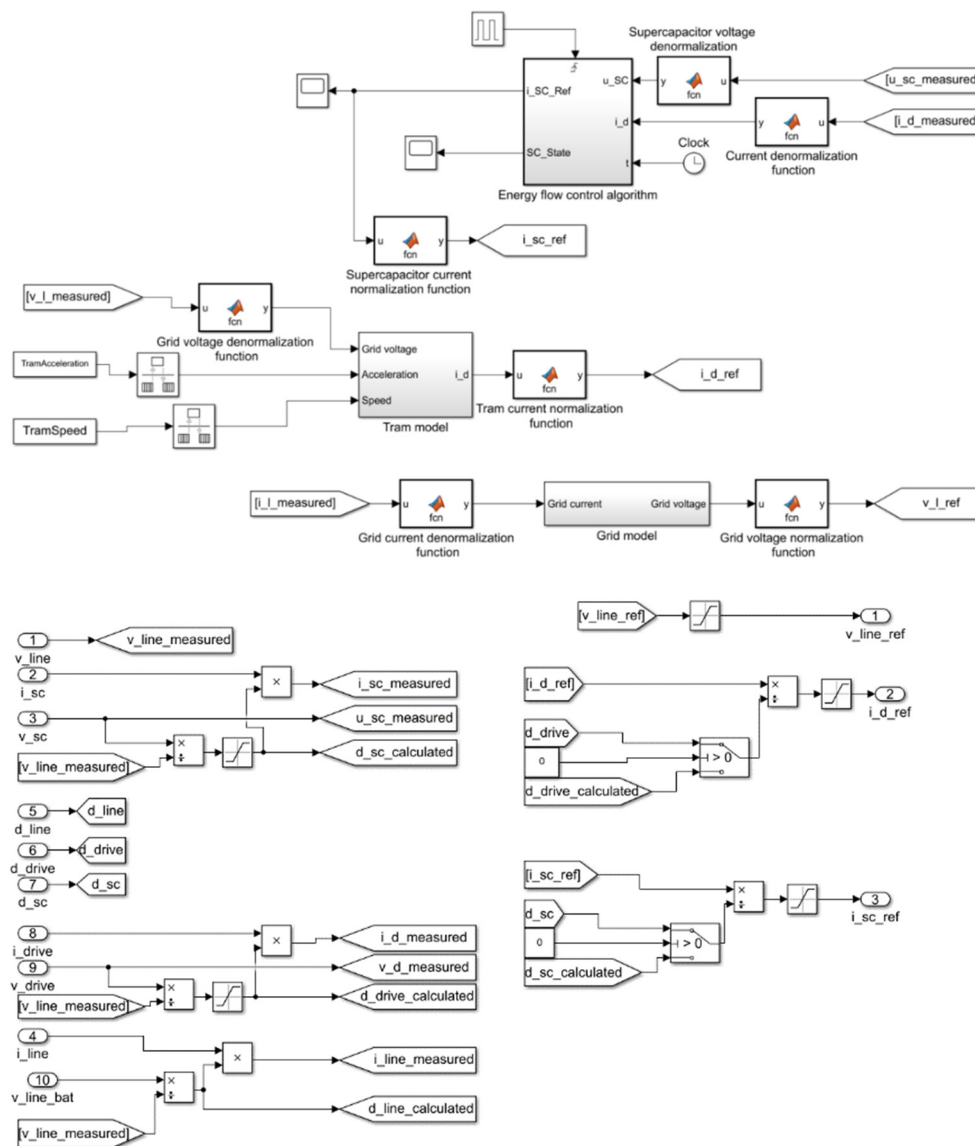 Supercapacitor voltage
denormalization
u_SC
y
fcn
u
[u_sc_measured
i_SC_Ref
i_d
y
fcn
u
[i_d_measured
SC_State
Clock
t
Current denormalization
function
Energy flow control algorithm
u
fcn
y
i_sc_ref
Supercapacitor current
normalization function
[v_l_measured]
u
fcn
y
Grid voltage denormalization
function
Grid voltage
TramAcceleration
Acceleration
i_d
u
fcn
y
i_d_ref
Speed
TramSpeed
Tram model
Tram current normalization
function
[i_l_measured]
u
fcn
y
Grid current
Grid voltage
u
fcn
y
v_l_ref
Grid current denormalization
function
Grid model
Grid voltage normalization
function
1
v_line
v_line_measured
2
i_sc
×
i_sc_measured
3
v_sc
u_sc_measured
[v_line_measured]
×
÷
d_sc_calculated
5
d_line
d_line
6
d_drive
d_drive
7
d_sc
d_sc
8
i_drive
×
i_d_measured
9
v_drive
v_d_measured
[v_line_measured]
×
÷
d_drive_calculated
4
i_line
×
i_line_measured
10
v_line_bat
×
÷
d_line_calculated
[v_line_measured]
[v_line_ref]
1
v_line_ref
[i_d_ref]
×
÷
2
i_d_ref
d_drive
0
> 0
d_drive_calculated
[i_sc_ref]
×
÷
3
i_sc_ref
d_sc
0
> 0
d_sc_calculated